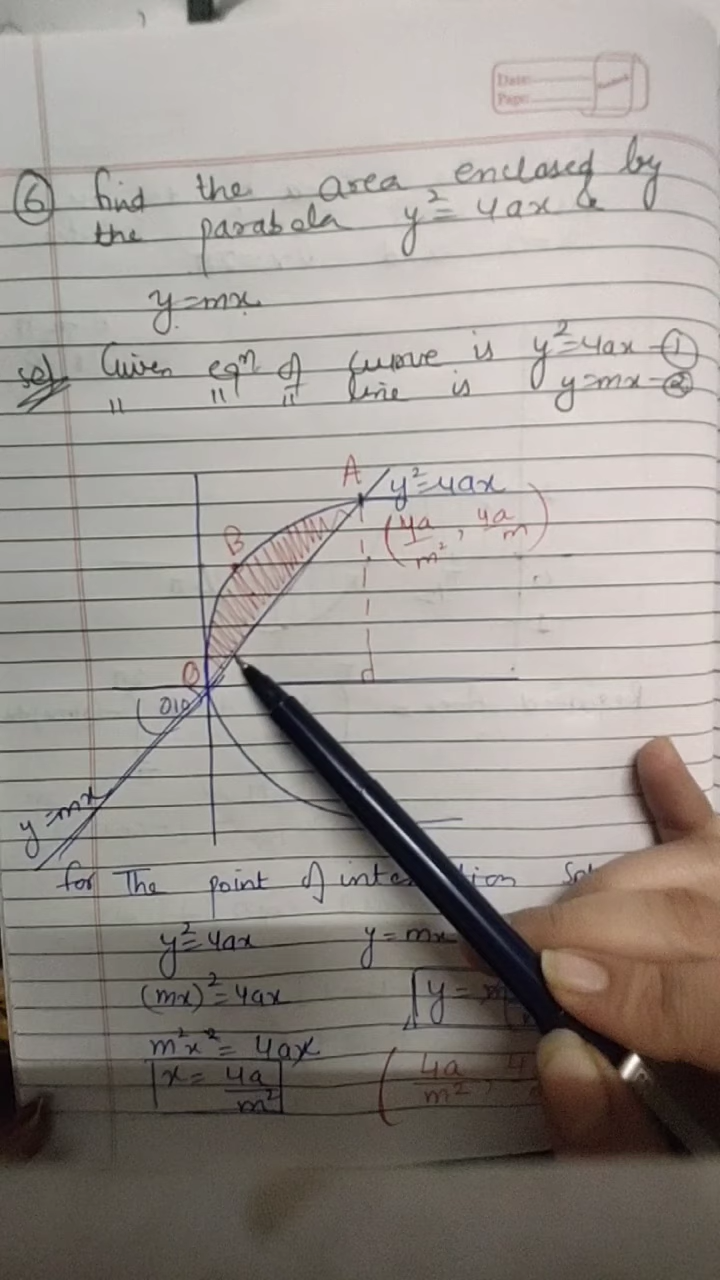 Date:
Page:
⑥ find the area enclosed by
the parabola y² = 4ax &
y = mx
Sol. Given eqⁿ of curve is y² = 4ax - ①
" " " line is y = mx - ②
A
y² = 4ax
(4a/m² , 4a/m)
B
O
(0,0
y = mx
for The point of
y² = 4ax y = mx
(mx)² = 4ax y =
m²x² = 4ax
x = 4a/m² (4a/m² , 4